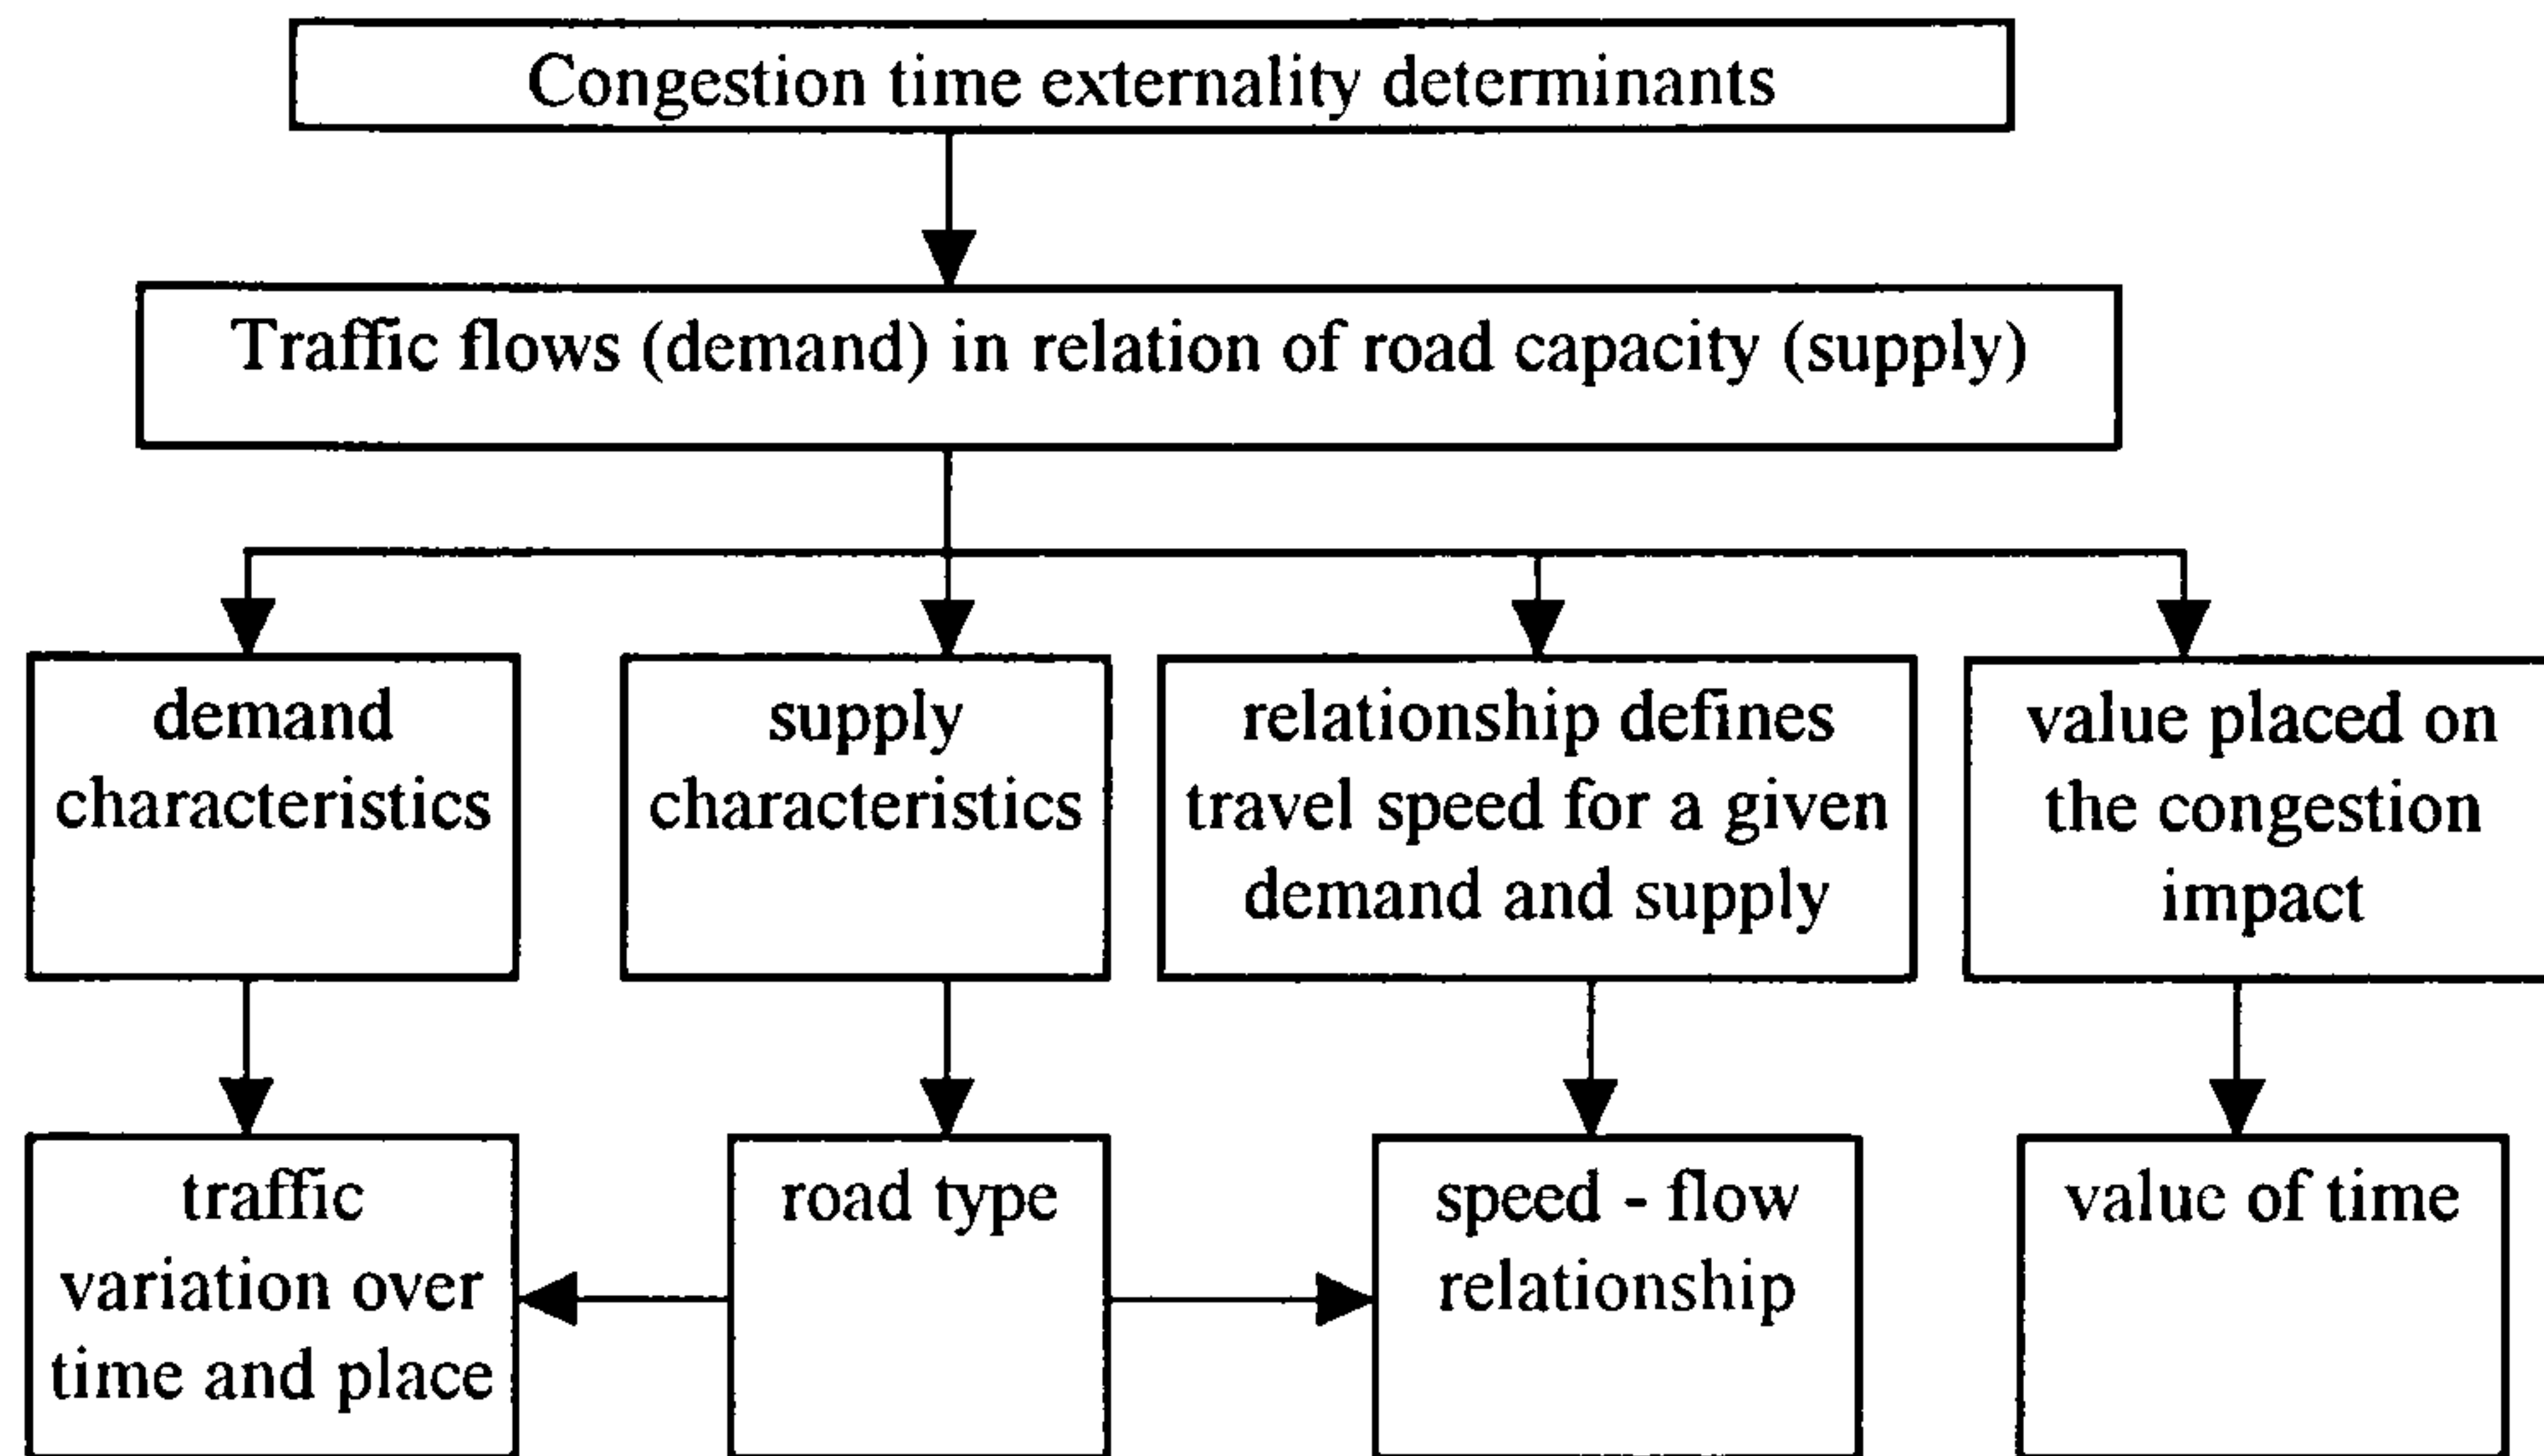 Congestion time externality determinants
Traffic flows (demand) in relation of road capacity (supply)
demand
characteristics
supply
characteristics
relationship defines
travel speed for a given
demand and supply
value placed on
the congestion
impact
traffic
variation over
time and place
road type
speed - flow
relationship
value of time